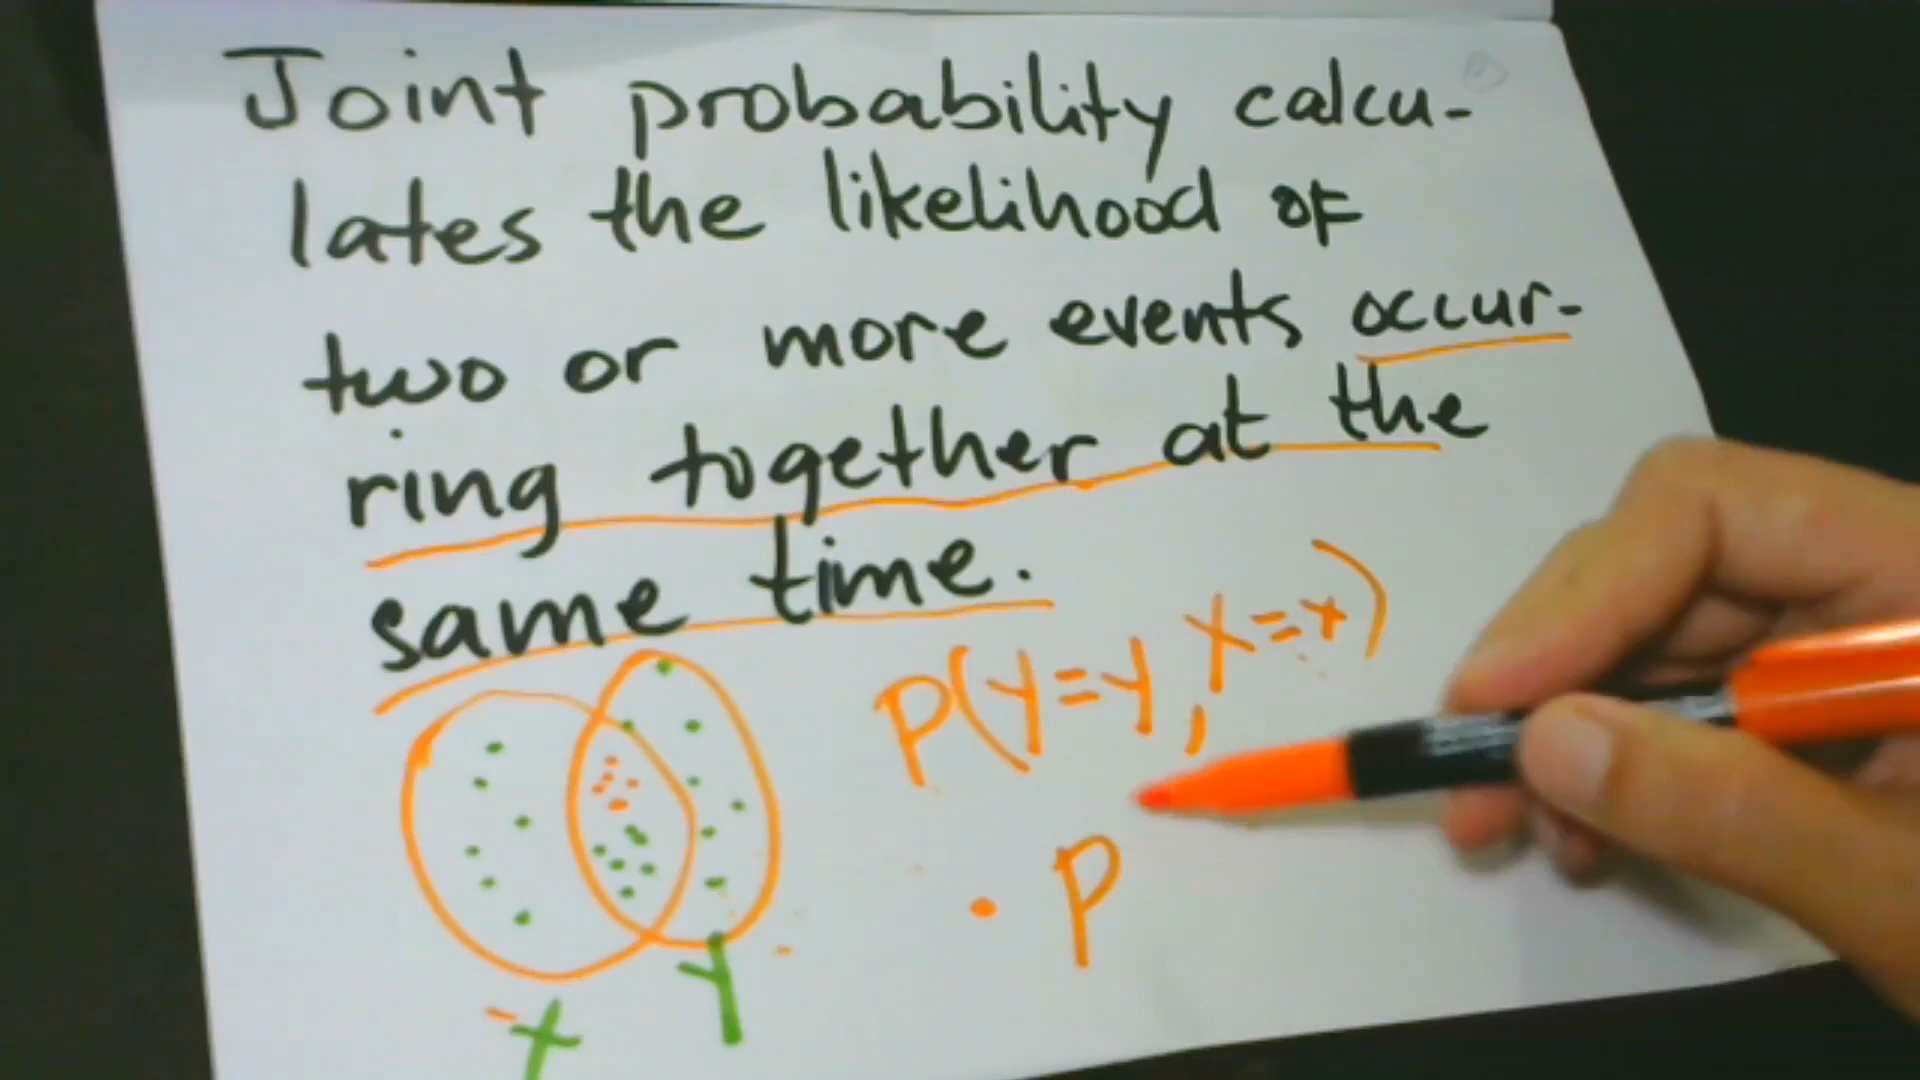 Joint probability calcu-
lates the likelihood of
two or more events occur-
ring together at the
same time.
P(Y=y, X=x)
• P
X
Y